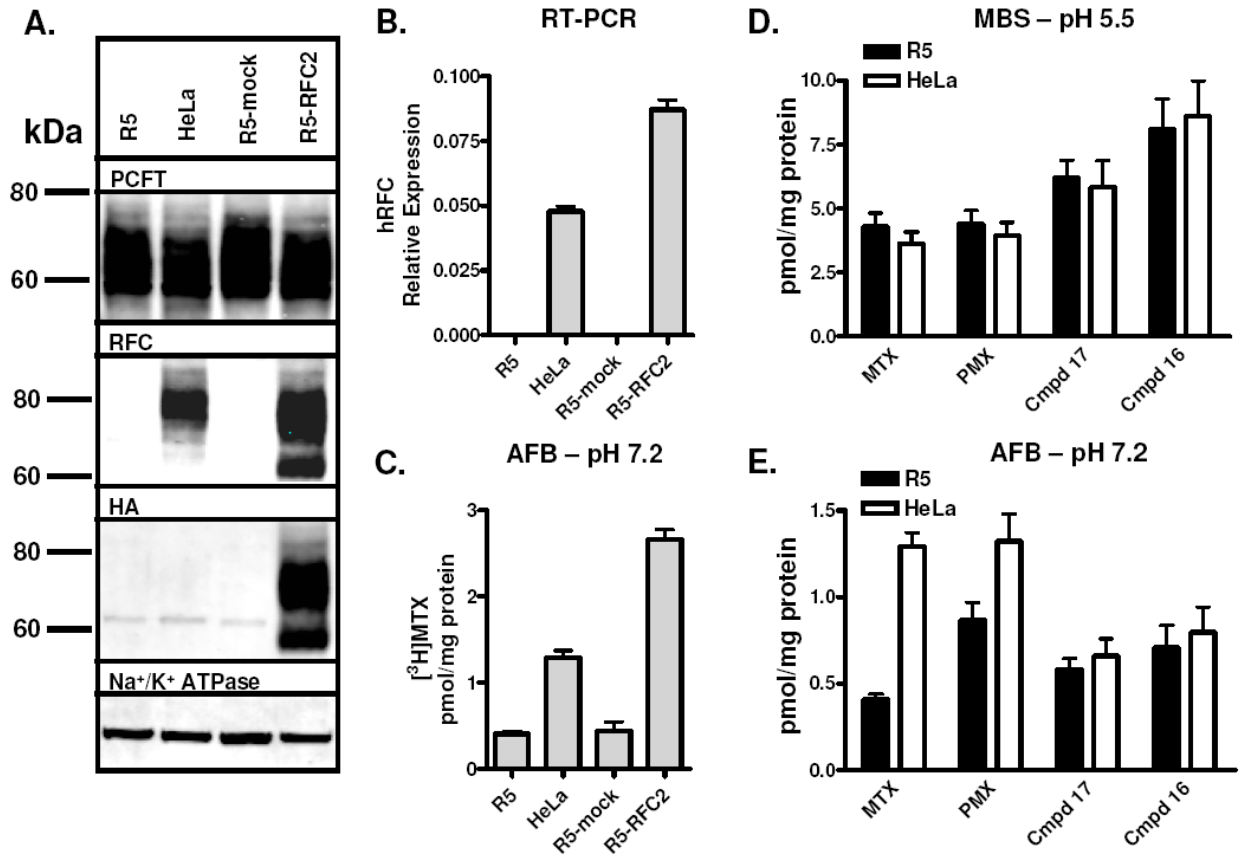 A.
kDa
R5
HeLa
R5-mock
R5-RFC2
PCFT
80
60
RFC
80
60
HA
80
60
Na⁺/K⁺ ATPase
B.
RT-PCR
hRFC
Relative Expression
0.100
0.075
0.050
0.025
0.000
R5
HeLa
R5-mock
R5-RFC2
C.
AFB – pH 7.2
[³H]MTX
pmol/mg protein
3
2
1
0
R5
HeLa
R5-mock
R5-RFC2
D.
MBS – pH 5.5
R5
HeLa
pmol/mg protein
10.0
7.5
5.0
2.5
0.0
MTX
PMX
Cmpd 17
Cmpd 16
E.
AFB – pH 7.2
R5
HeLa
pmol/mg protein
1.5
1.0
0.5
0.0
MTX
PMX
Cmpd 17
Cmpd 16